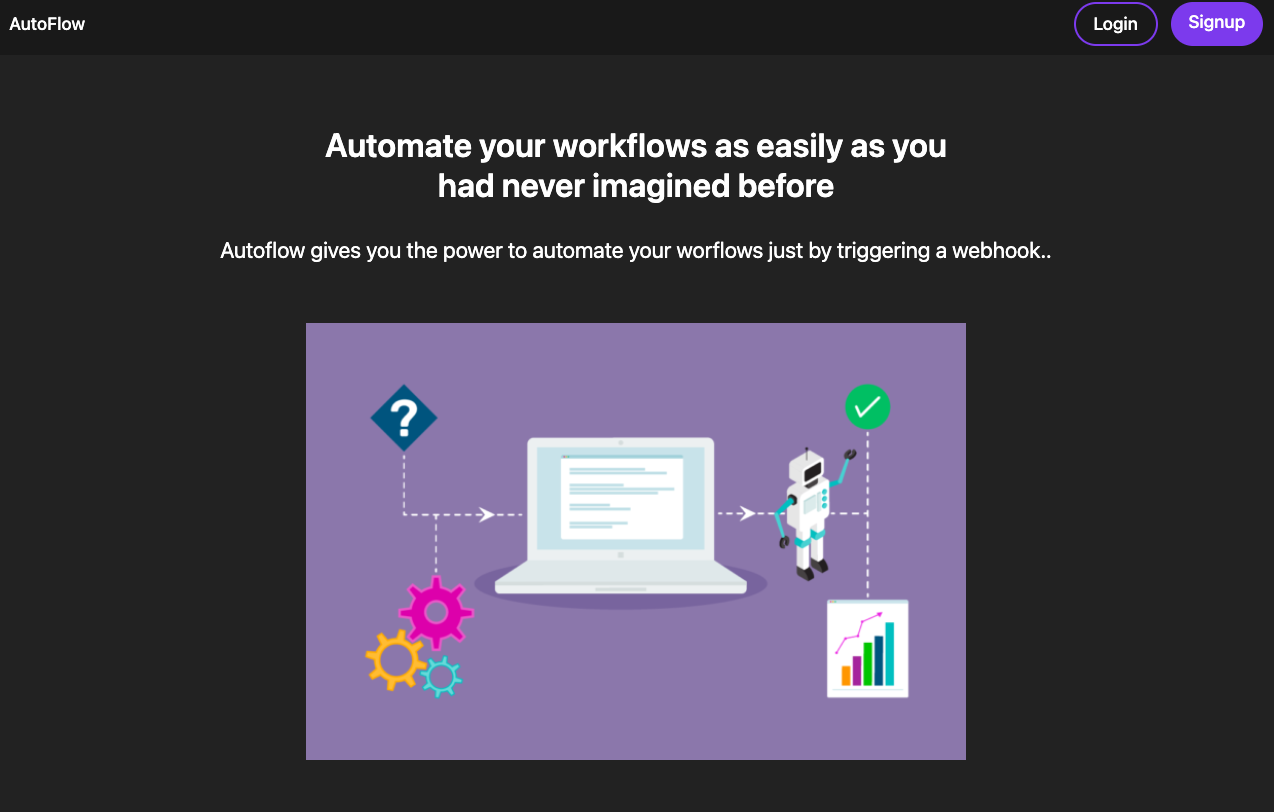 AutoFlow
Login
Signup
Automate your workflows as easily as you
had never imagined before
Autoflow gives you the power to automate your worflows just by triggering a webhook..
?